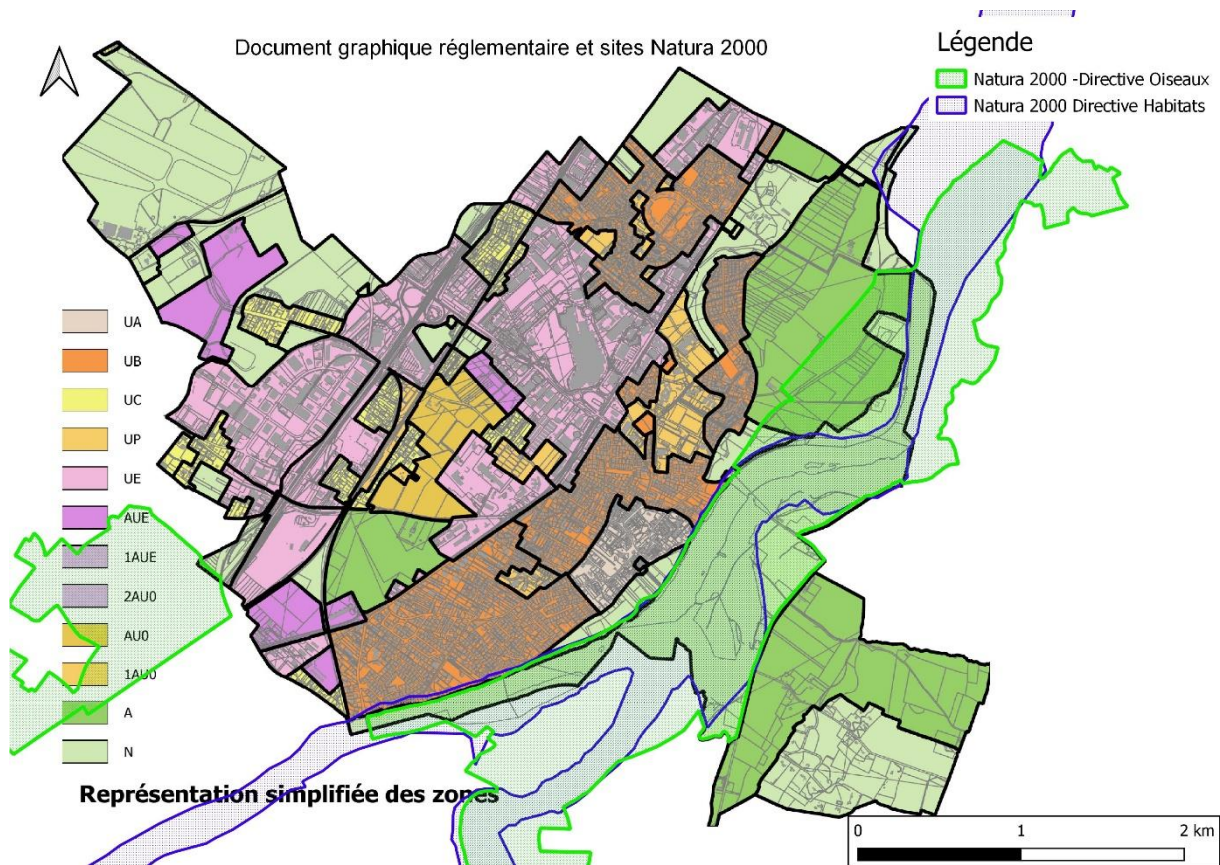 Document graphique réglementaire et sites Natura 2000
Légende
Natura 2000 -Directive Oiseaux
Natura 2000 Directive Habitats
UA
UB
UC
UP
UE
AUE
1AUE
2AU0
AU0
1AU0
A
N
Représentation simplifiée des zones
0 1 2 km